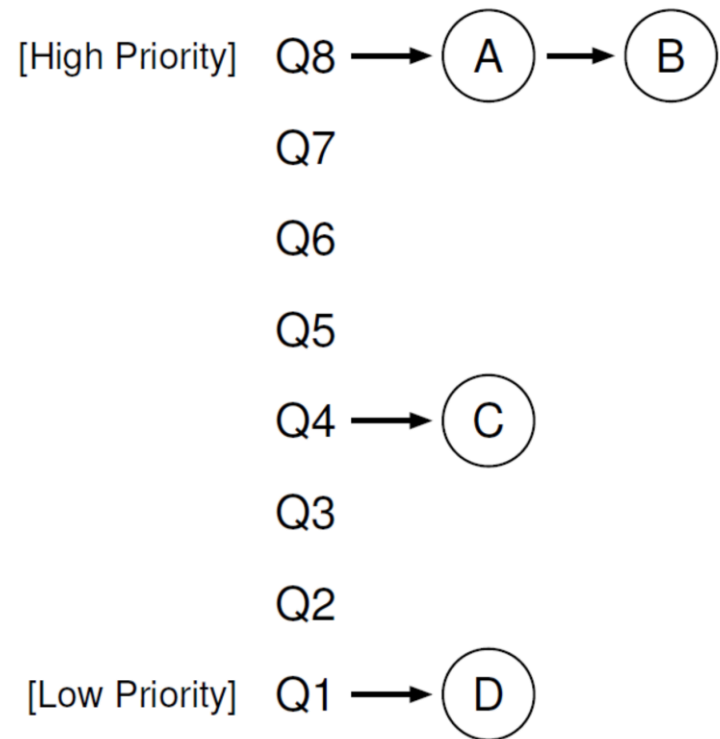 [High Priority] Q8 A B
Q7
Q6
Q5
Q4 C
Q3
Q2
[Low Priority] Q1 D